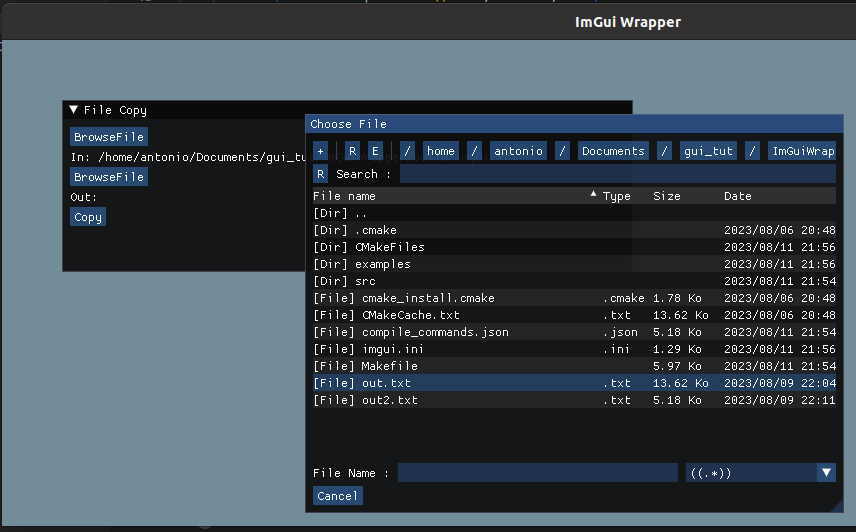 ImGui Wrapper
▼ File Copy
BrowseFile
In: /home/antonio/Documents/gui_tu
BrowseFile
Out:
Copy
Choose File
+ | R E | / home / antonio / Documents / gui_tut / ImGuiWrap
R Search :
File name ▲ Type Size Date
[Dir] ..
[Dir] .cmake 2023/08/06 20:48
[Dir] CMakeFiles 2023/08/11 21:56
[Dir] examples 2023/08/11 21:56
[Dir] src 2023/08/11 21:54
[File] cmake_install.cmake .cmake 1.78 Ko 2023/08/06 20:48
[File] CMakeCache.txt .txt 13.62 Ko 2023/08/06 20:48
[File] compile_commands.json .json 5.18 Ko 2023/08/11 21:54
[File] imgui.ini .ini 1.29 Ko 2023/08/11 21:56
[File] Makefile 5.97 Ko 2023/08/11 21:54
[File] out.txt .txt 13.62 Ko 2023/08/09 22:04
[File] out2.txt .txt 5.18 Ko 2023/08/09 22:11
File Name : ((.*)) ▼
Cancel